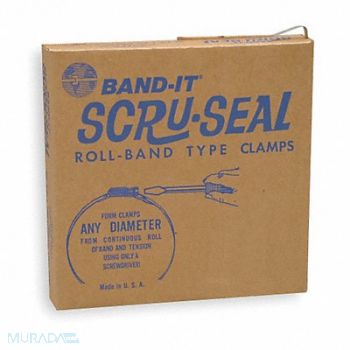 BAND-IT®
SCRU-SEAL
ROLL-BAND TYPE CLAMPS
FORM CLAMPS
ANY DIAMETER
FROM CONTINUOUS ROLL
OF BAND AND TENSION
USING ONLY A
SCREWDRIVER!
Made in U. S. A.
MURADA